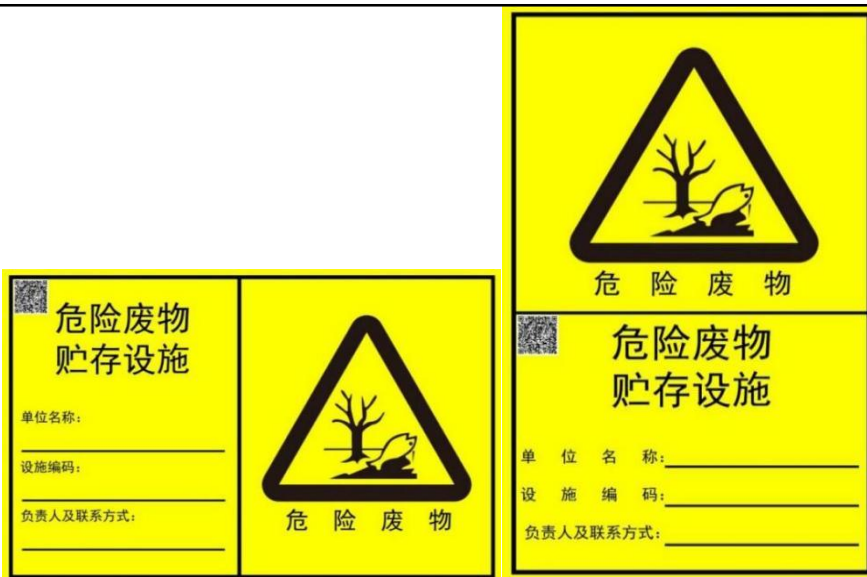 危险废物
贮存设施
单位名称：
设施编码：
负责人及联系方式：
危险废物
危险废物
危险废物
贮存设施
单位名称：
设施编码：
负责人及联系方式：